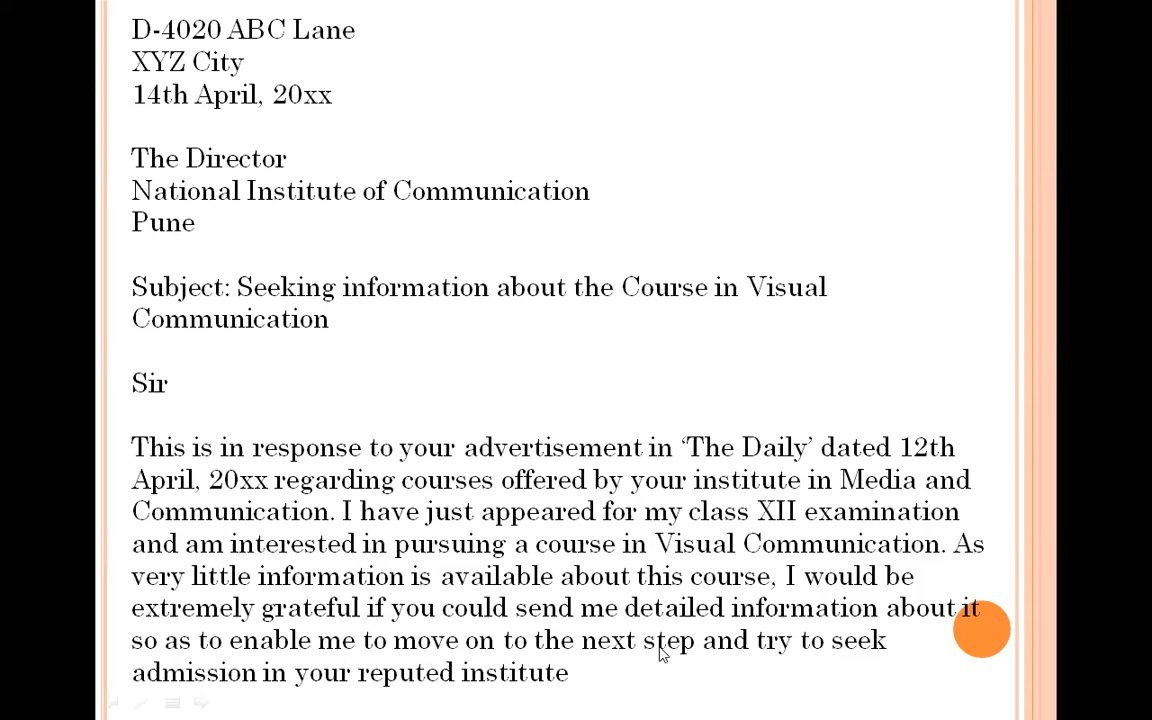 D-4020 ABC Lane
XYZ City
14th April, 20xx
The Director
National Institute of Communication
Pune
Subject: Seeking information about the Course in Visual
Communication
Sir
This is in response to your advertisement in ‘The Daily’ dated 12th
April, 20xx regarding courses offered by your institute in Media and
Communication. I have just appeared for my class XII examination
and am interested in pursuing a course in Visual Communication. As
very little information is available about this course, I would be
extremely grateful if you could send me detailed information about it
so as to enable me to move on to the next step and try to seek
admission in your reputed institute